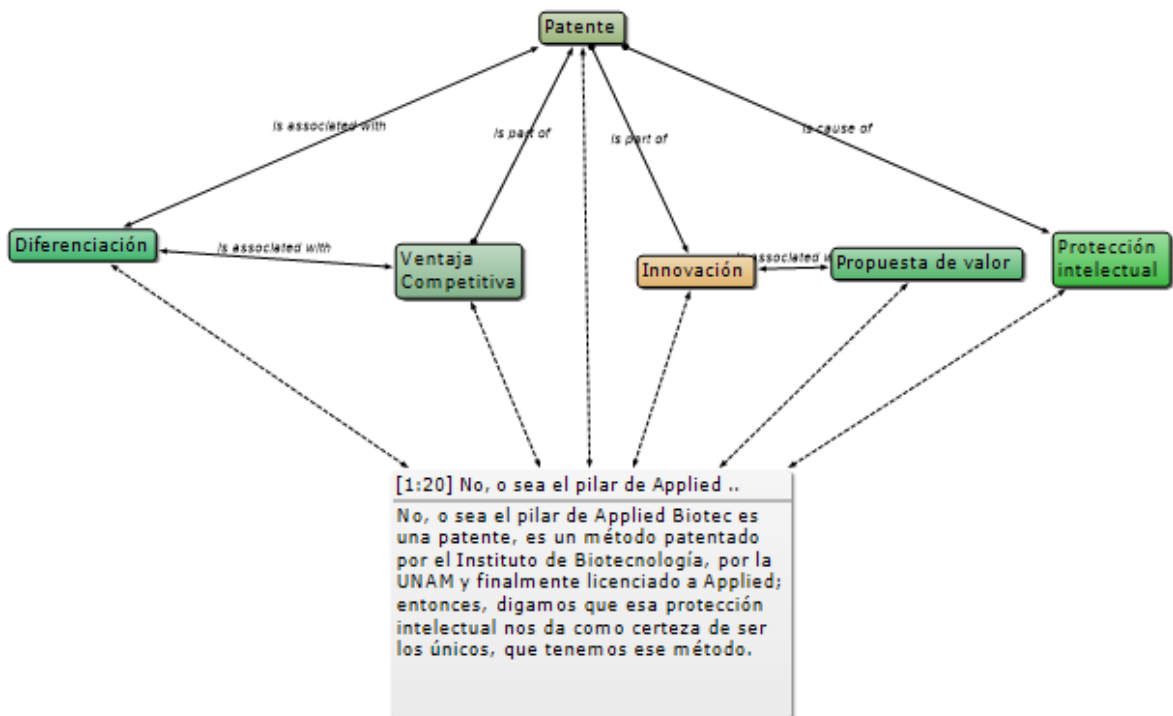 Patente
Is associated with
Is part of
Is part of
Is cause of
Diferenciación
Is associated with
Ventaja
Competitiva
Innovación
Is associated w
Propuesta de valor
Protección
intelectual
[1:20] No, o sea el pilar de Applied ..
No, o sea el pilar de Applied Biotec es
una patente, es un método patentado
por el Instituto de Biotecnología, por la
UNAM y finalmente licenciado a Applied;
entonces, digamos que esa protección
intelectual nos da como certeza de ser
los únicos, que tenemos ese método.